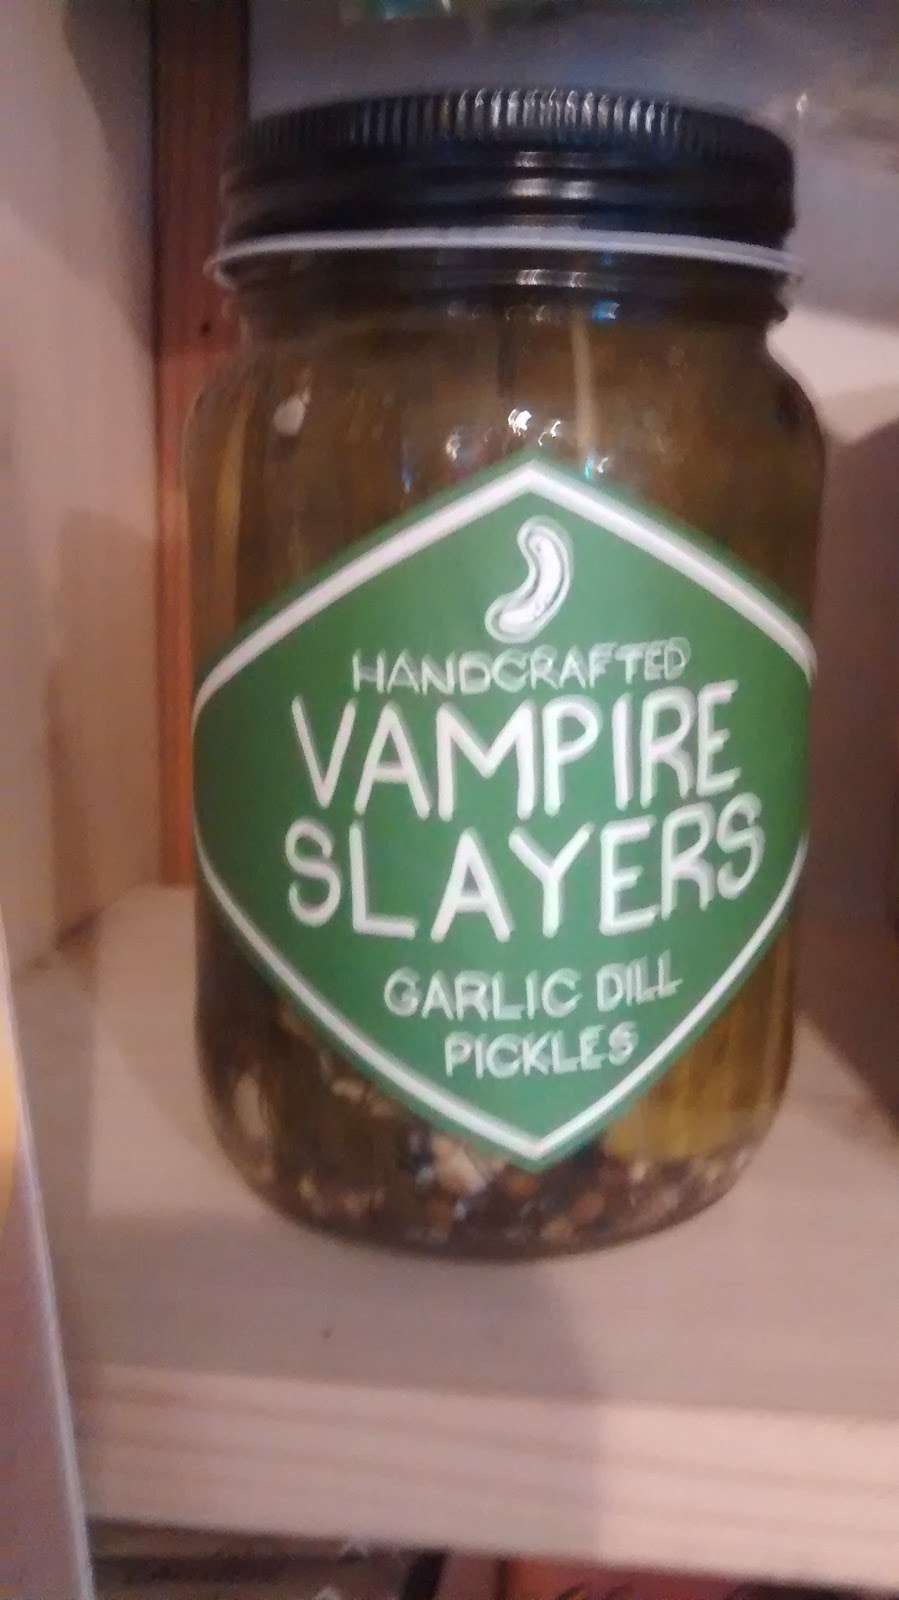 HANDCRAFTED
VAMPIRE
SLAYERS
GARLIC DILL
PICKLES